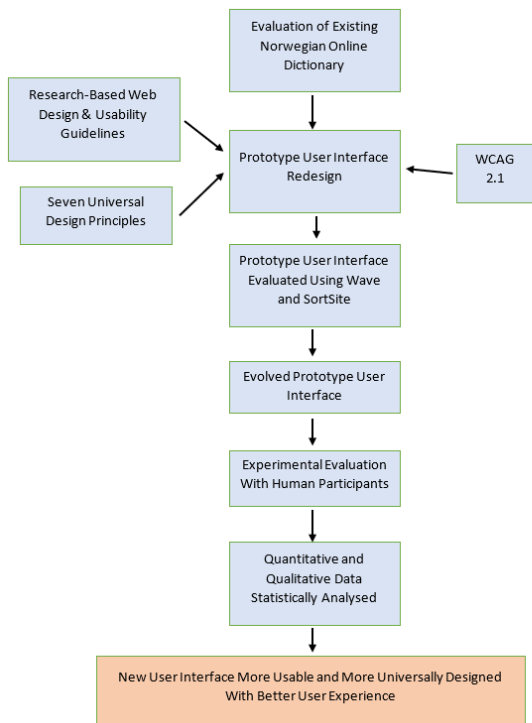 Evaluation of Existing
Norwegian Online
Dictionary
Research-Based Web
Design & Usability
Guidelines
Prototype User Interface
Redesign
WCAG
2.1
Seven Universal
Design Principles
Prototype User Interface
Evaluated Using Wave
and SortSite
Evolved Prototype User
Interface
Experimental Evaluation
With Human Participants
Quantitative and
Qualitative Data
Statistically Analysed
New User Interface More Usable and More Universally Designed
With Better User Experience